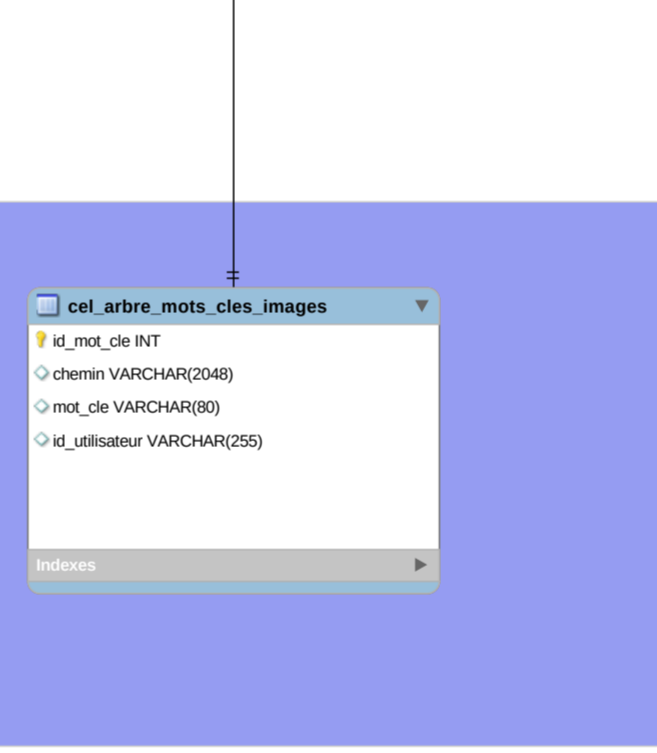 cel_arbre_mots_cles_images
id_mot_cle INT
chemin VARCHAR(2048)
mot_cle VARCHAR(80)
id_utilisateur VARCHAR(255)
Indexes